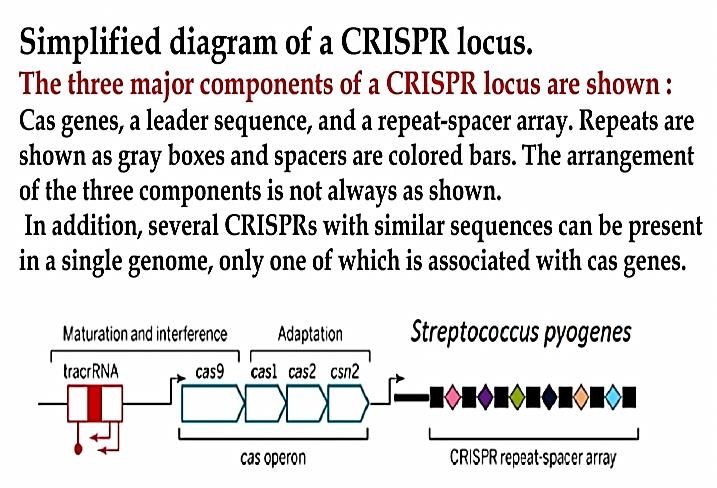 Simplified diagram of a CRISPR locus.
The three major components of a CRISPR locus are shown :
Cas genes, a leader sequence, and a repeat-spacer array. Repeats are
shown as gray boxes and spacers are colored bars. The arrangement
of the three components is not always as shown.
In addition, several CRISPRs with similar sequences can be present
in a single genome, only one of which is associated with cas genes.
Maturation and interference
Adaptation
Streptococcus pyogenes
tracrRNA
cas9
cas1
cas2
csn2
cas operon
CRISPR repeat-spacer array